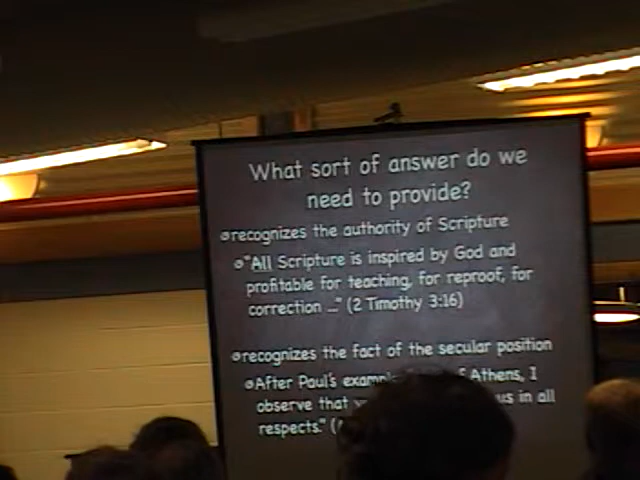 What sort of answer do we
need to provide?
recognizes the authority of Scripture
"All Scripture is inspired by God and
profitable for teaching, for reproof, for
correction ..." (2 Timothy 3:16)
recognizes the fact of the secular position
After Paul's Athens, I
observe that us in all
respects." (